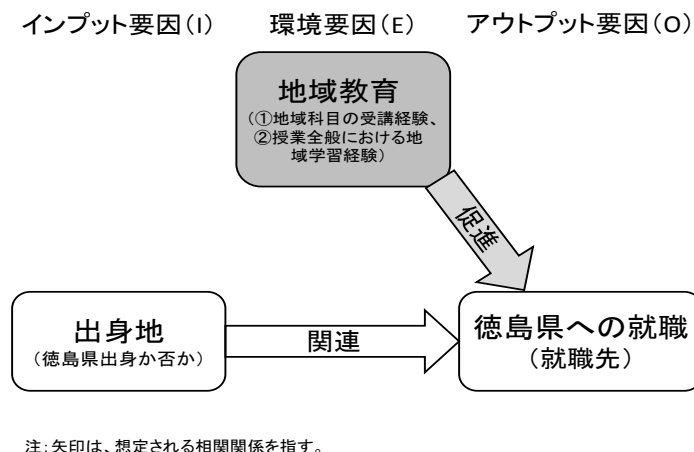 インプット要因(I) 環境要因(E) アウトプット要因(O)
地域教育
(①地域科目の受講経験、
②授業全般における地
域学習経験)
促進
出身地
(徳島県出身か否か)
関連
徳島県への就職
(就職先)
注:矢印は、想定される相関関係を指す。